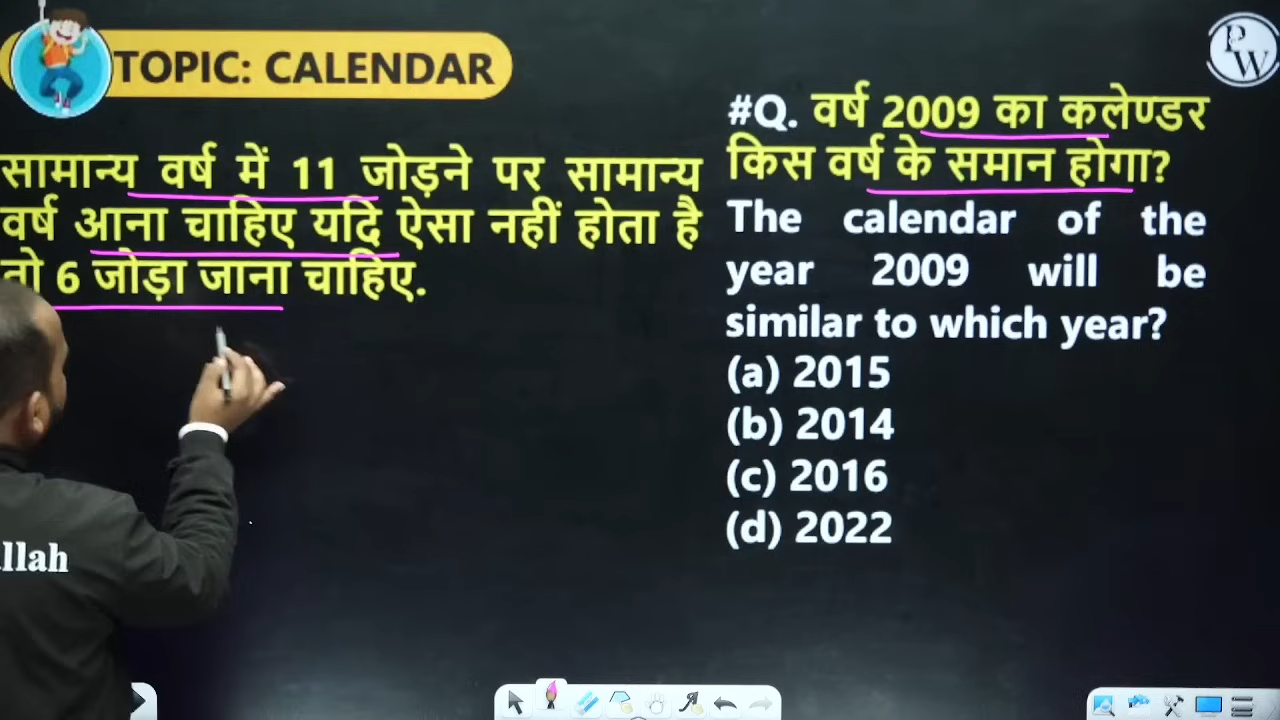 TOPIC: CALENDAR
PW
सामान्य वर्ष में 11 जोड़ने पर सामान्य
वर्ष आना चाहिए यदि ऐसा नहीं होता है
तो 6 जोड़ा जाना चाहिए.
#Q. वर्ष 2009 का कलेण्डर
किस वर्ष के समान होगा?
The calendar of the
year 2009 will be
similar to which year?
(a) 2015
(b) 2014
(c) 2016
(d) 2022
llah